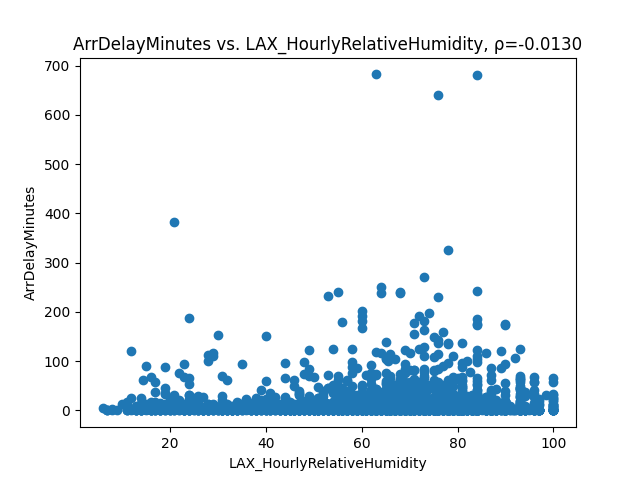 ArrDelayMinutes vs. LAX_HourlyRelativeHumidity, ρ=-0.0130
700
600
500
400
300
200
100
0
ArrDelayMinutes
20 40 60 80 100
LAX_HourlyRelativeHumidity